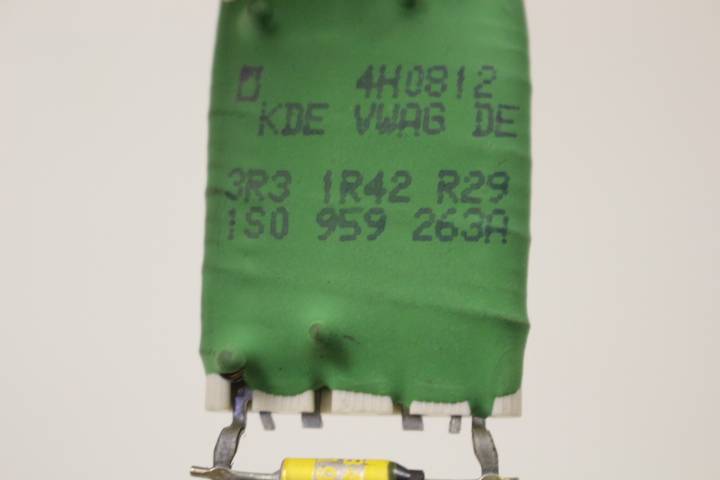 4H0812
KDE VWAG DE
3R3 1R42 R29
1S0 959 263A